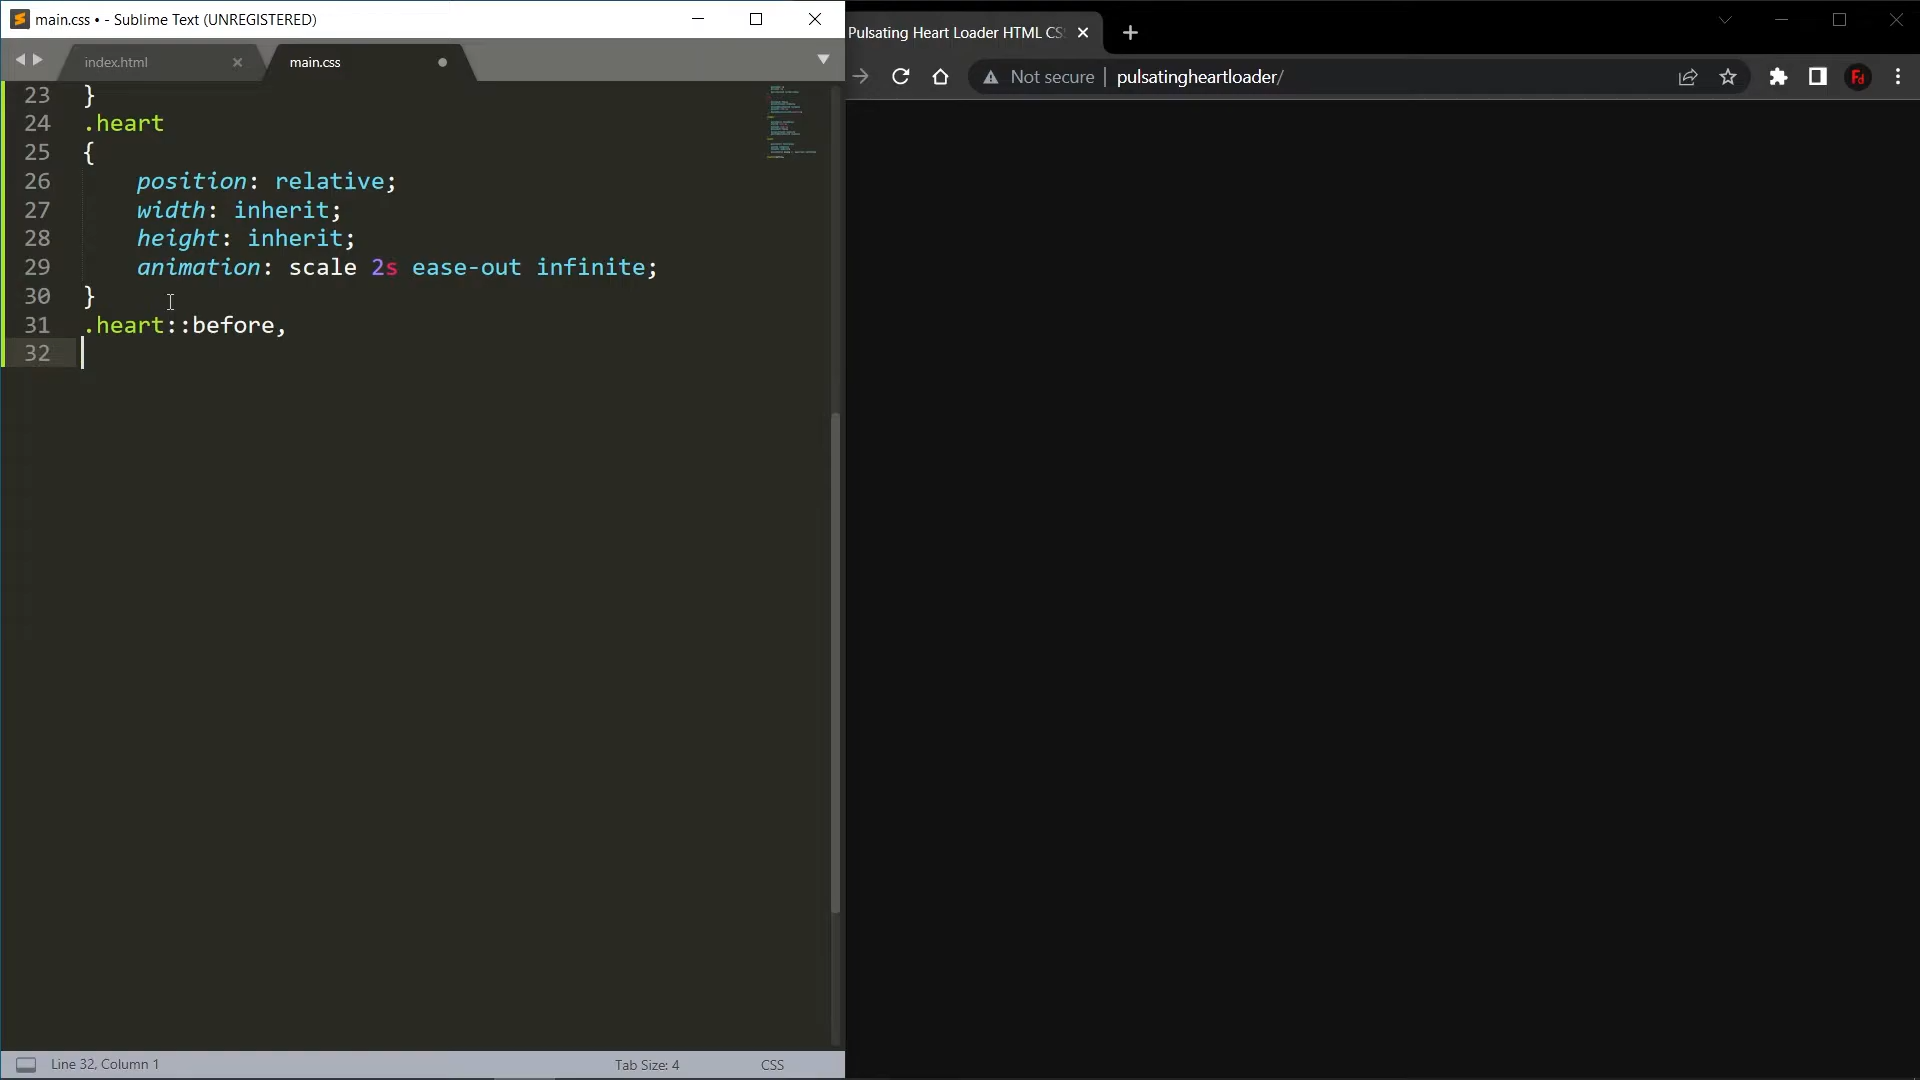 main.css • - Sublime Text (UNREGISTERED)
index.html
main.css
23 }
24 .heart
25 {
26 position: relative;
27 width: inherit;
28 height: inherit;
29 animation: scale 2s ease-out infinite;
30 }
31 .heart::before,
32
Line 32, Column 1
Tab Size: 4
CSS
Pulsating Heart Loader HTML CS
Not secure
pulsatingheartloader/
Fd